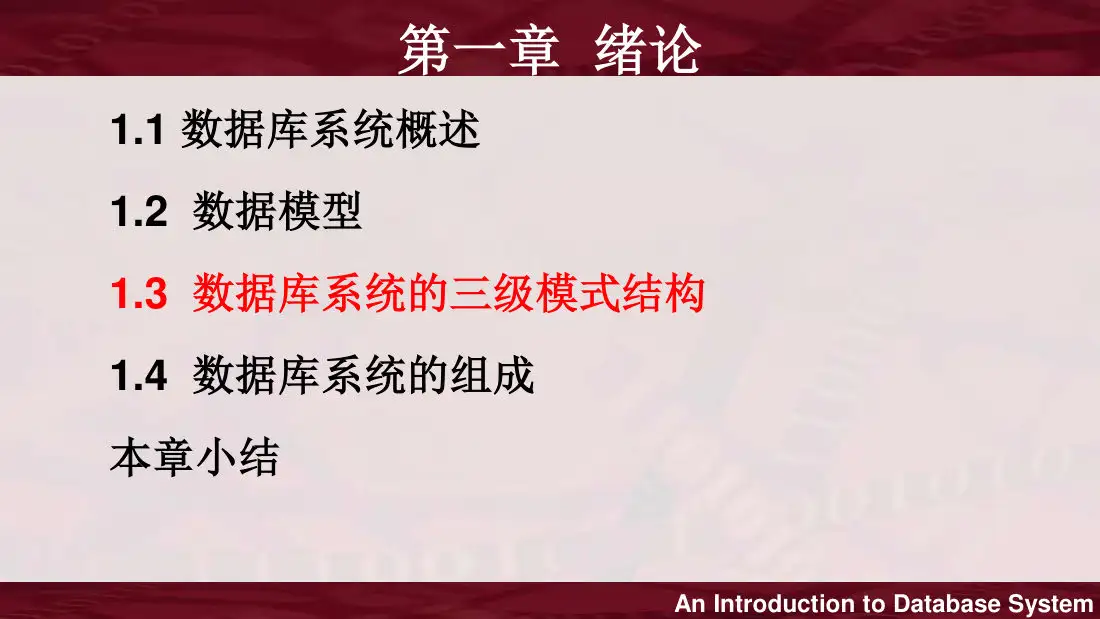 第一章 绪论
1.1 数据库系统概述
1.2 数据模型
1.3 数据库系统的三级模式结构
1.4 数据库系统的组成
本章小结
An Introduction to Database System